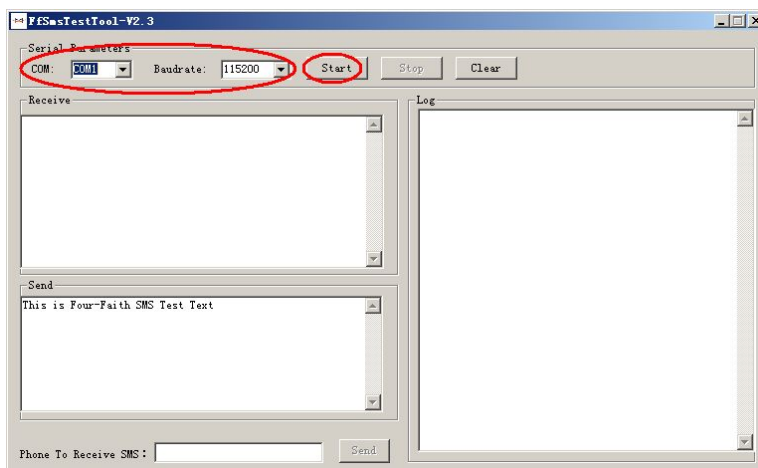 FfSmsTestTool-V2.3
Serial Parameters
COM: COM1 Baudrate: 115200 Start Stop Clear
Receive
Log
Send
This is Four-Faith SMS Test Text
Phone To Receive SMS: Send